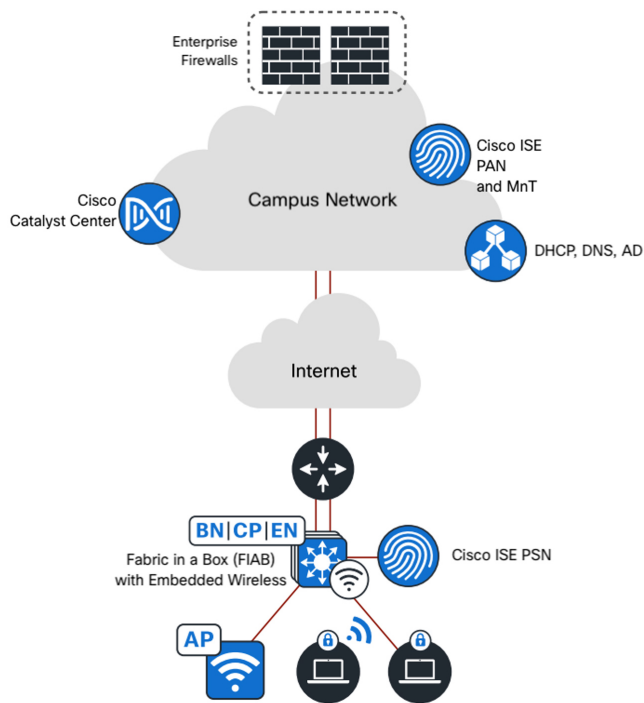 Enterprise
Firewalls
Cisco ISE
PAN
and MnT
Cisco
Catalyst Center
Campus Network
DHCP, DNS, AD
Internet
BN|CP|EN
Fabric in a Box (FIAB)
with Embedded Wireless
Cisco ISE PSN
AP